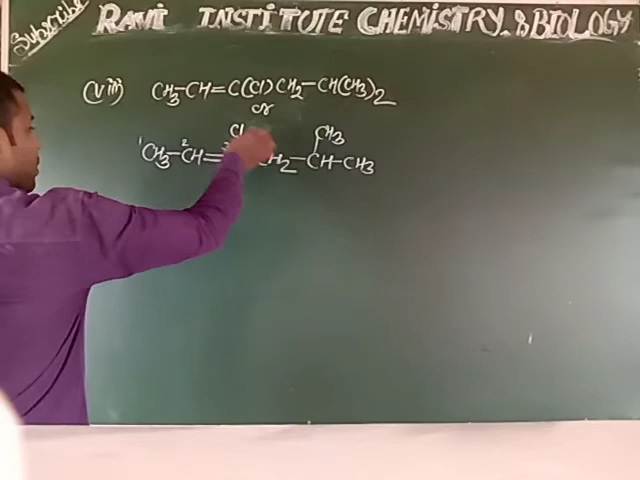 Subscribe
RAVI INSTITUTE CHEMISTRY & BIOLOGY
(viii) CH3-CH=C(Cl)CH2-CH(CH3)2
or
Cl CH3
1CH3-2CH= CH2-CH-CH3